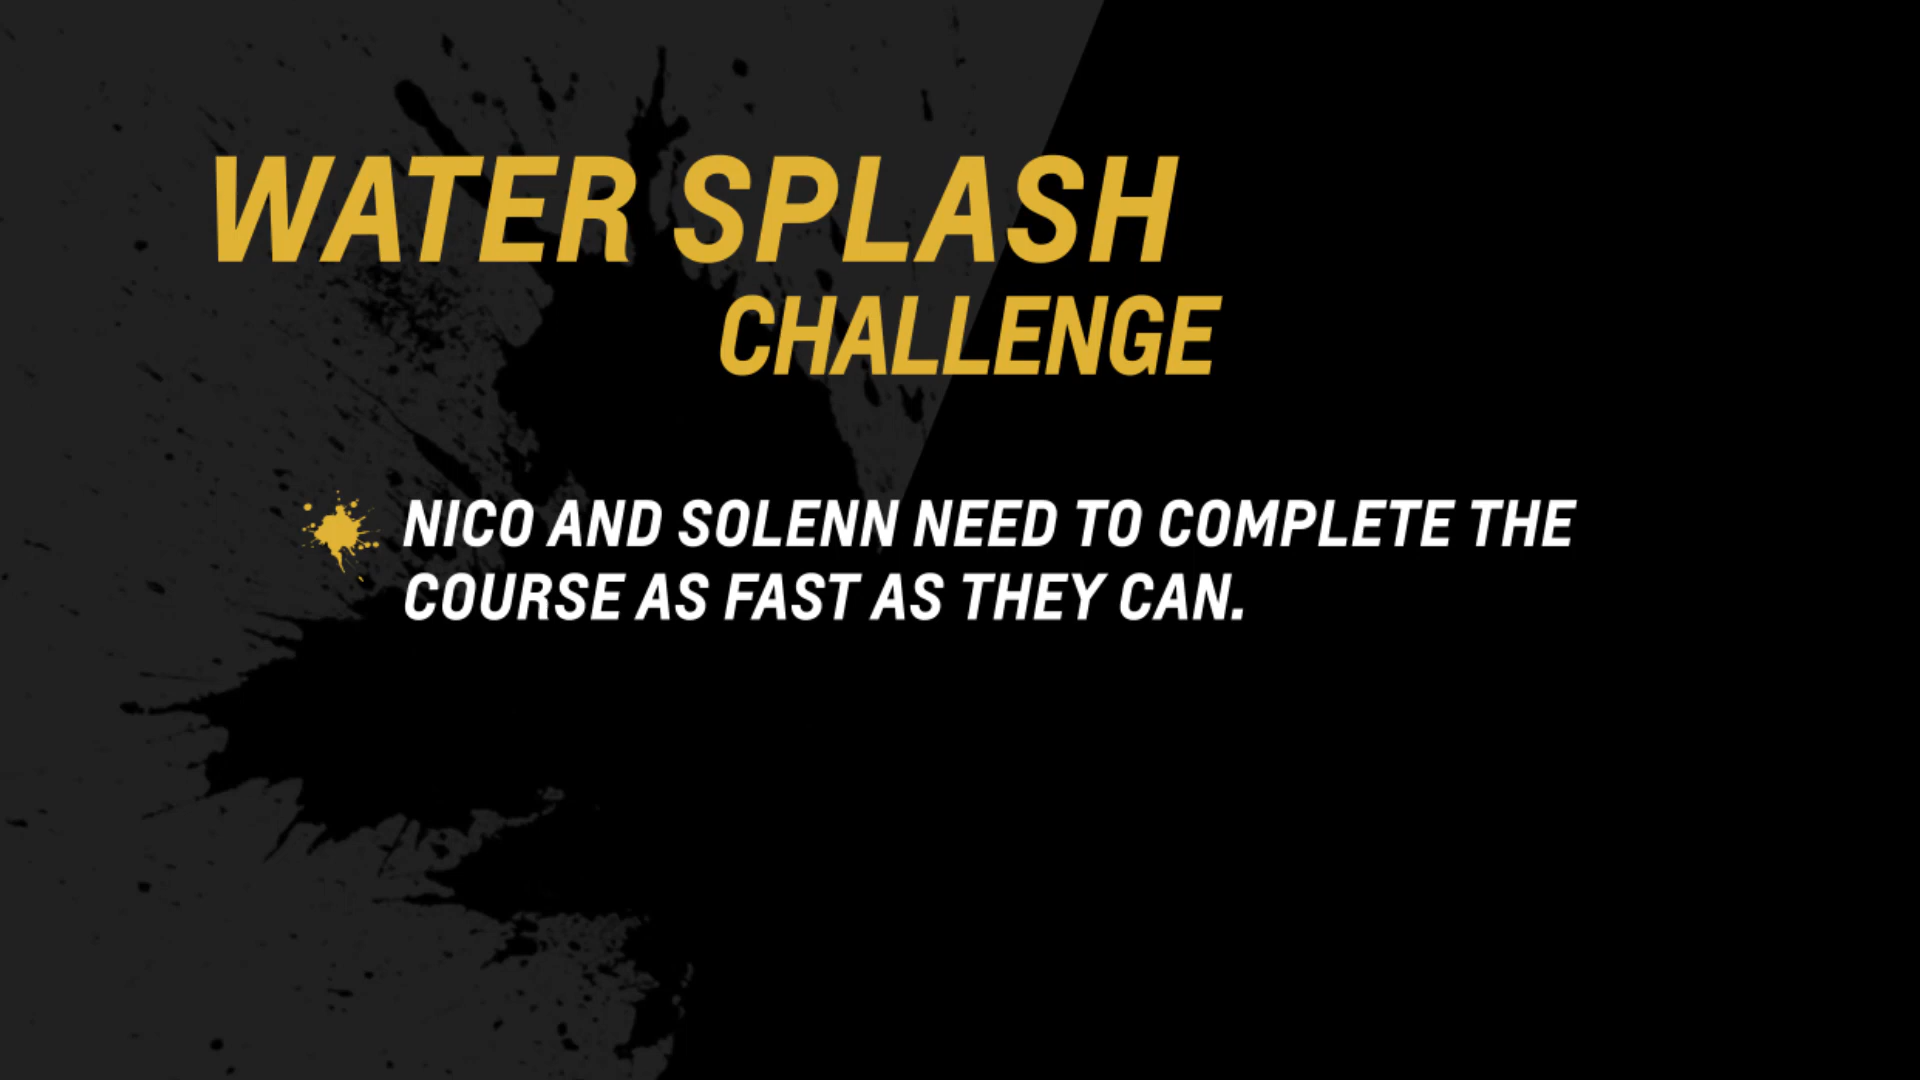 WATER SPLASH
CHALLENGE
NICO AND SOLENN NEED TO COMPLETE THE
COURSE AS FAST AS THEY CAN.